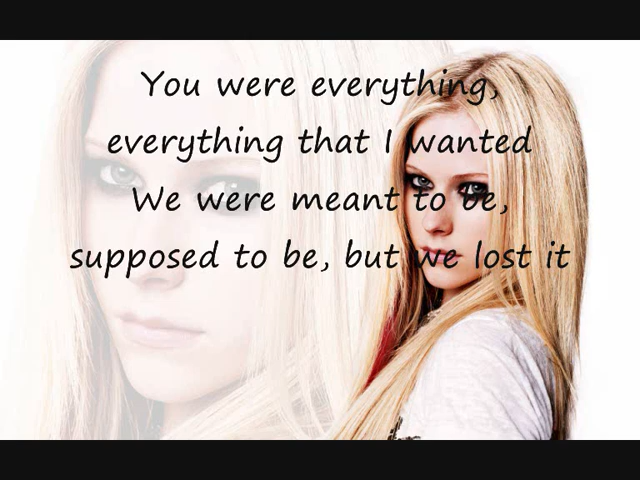 You were everything,
everything that I wanted
We were meant to be,
supposed to be, but we lost it